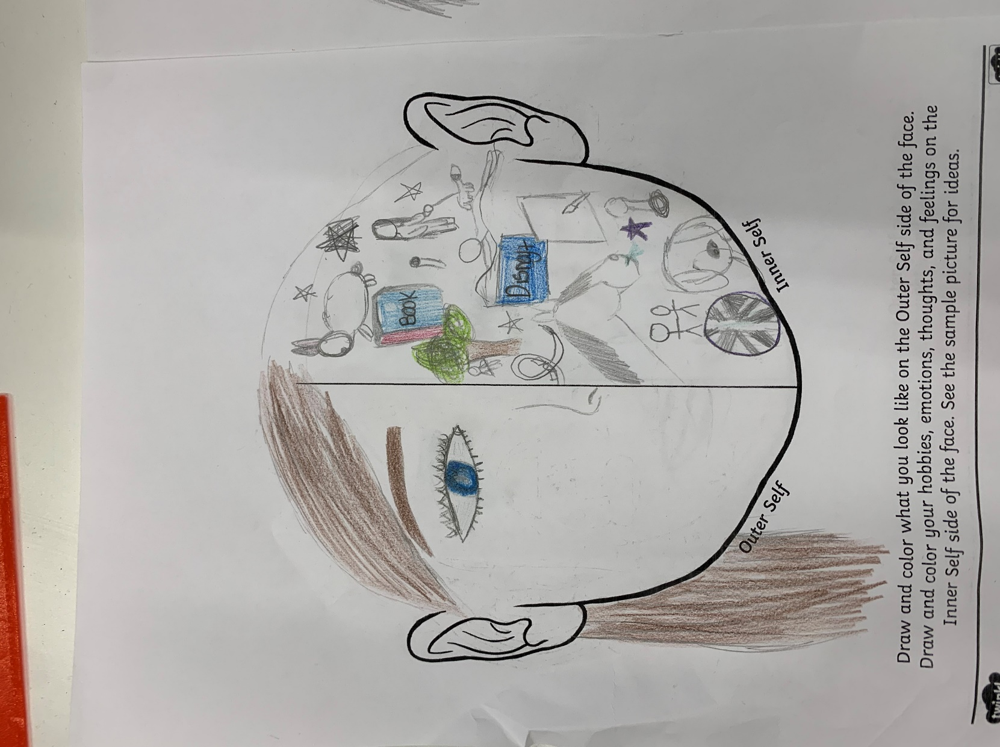 Book
Disney+
Outer Self
Inner Self
Draw and color what you look like on the Outer Self side of the face.
Draw and color your hobbies, emotions, thoughts, and feelings on the
Inner Self side of the face. See the sample picture for ideas.
twinkl